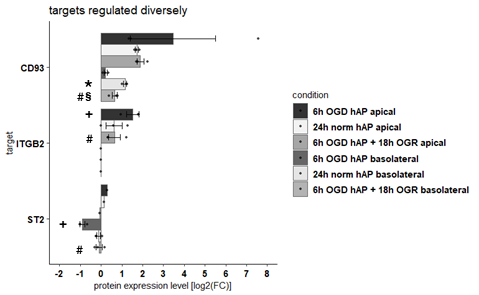 targets regulated diversely
CD93
*
#§
+
ITGB2
#
ST2
+
#
target
-2 -1 0 1 2 3 4 5 6 7 8
protein expression level [log2(FC)]
condition
6h OGD hAP apical
24h norm hAP apical
6h OGD hAP + 18h OGR apical
6h OGD hAP basolateral
24h norm hAP basolateral
6h OGD hAP + 18h OGR basolateral